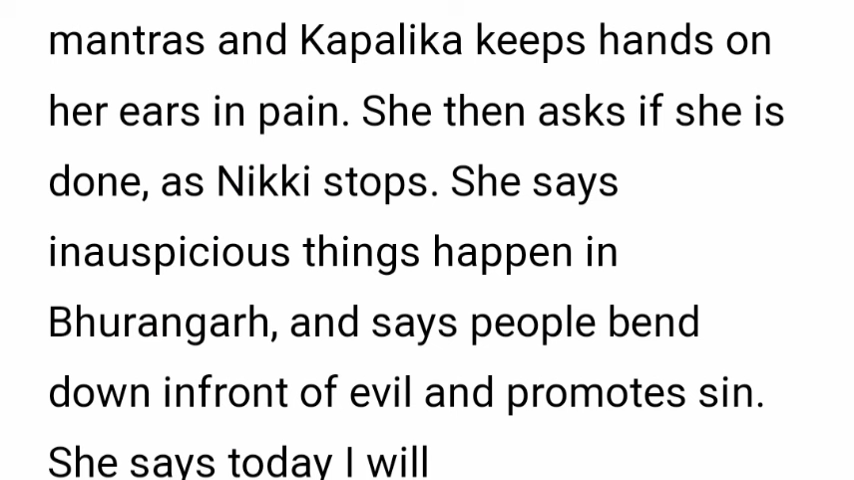 mantras and Kapalika keeps hands on
her ears in pain. She then asks if she is
done, as Nikki stops. She says
inauspicious things happen in
Bhurangarh, and says people bend
down infront of evil and promotes sin.
She says today I will